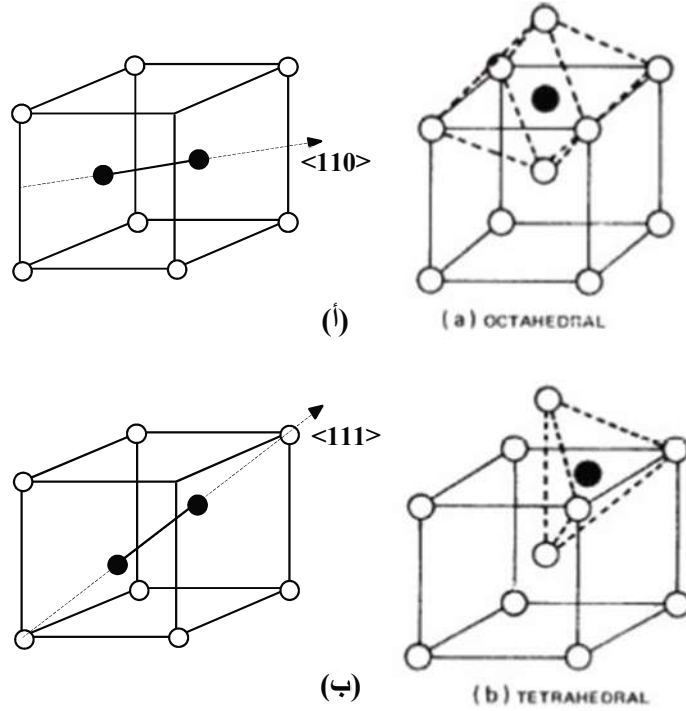 <110>
(أ)
(a) OCTAHEDRAL
<111>
(ب)
(b) TETRAHEDRAL